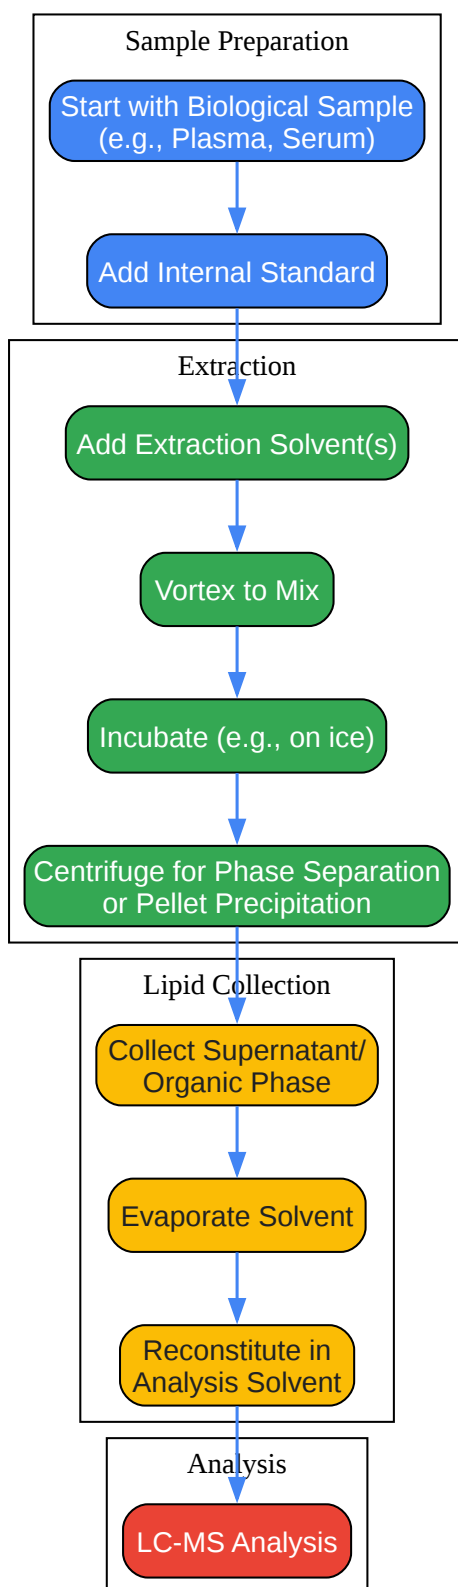 Sample Preparation
Start with Biological Sample
(e.g., Plasma, Serum)
Add Internal Standard
Extraction
Add Extraction Solvent(s)
Vortex to Mix
Incubate (e.g., on ice)
Centrifuge for Phase Separation
or Pellet Precipitation
Lipid Collection
Collect Supernatant/
Organic Phase
Evaporate Solvent
Reconstitute in
Analysis Solvent
Analysis
LC-MS Analysis